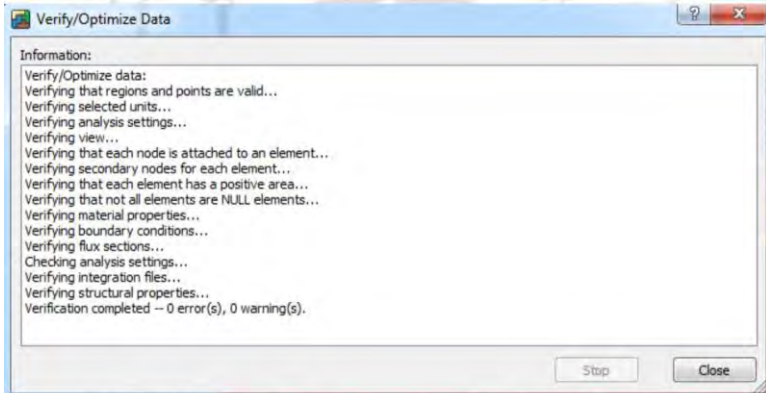 Verify/Optimize Data
Information:
Verify/Optimize data:
Verifying that regions and points are valid...
Verifying selected units...
Verifying analysis settings...
Verifying view...
Verifying that each node is attached to an element...
Verifying secondary nodes for each element...
Verifying that each element has a positive area...
Verifying that not all elements are NULL elements...
Verifying material properties...
Verifying boundary conditions...
Verifying flux sections...
Checking analysis settings...
Verifying integration files...
Verifying structural properties...
Verification completed -- 0 error(s), 0 warning(s).
Stop Close